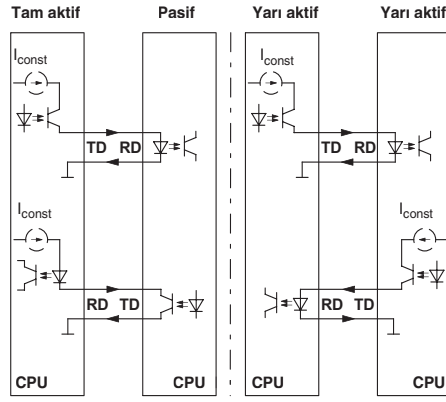 Tam aktif Pasif Yarı aktif Yarı aktif
Iconst Iconst
TD RD TD RD
Iconst Iconst
RD TD RD TD
CPU CPU CPU CPU